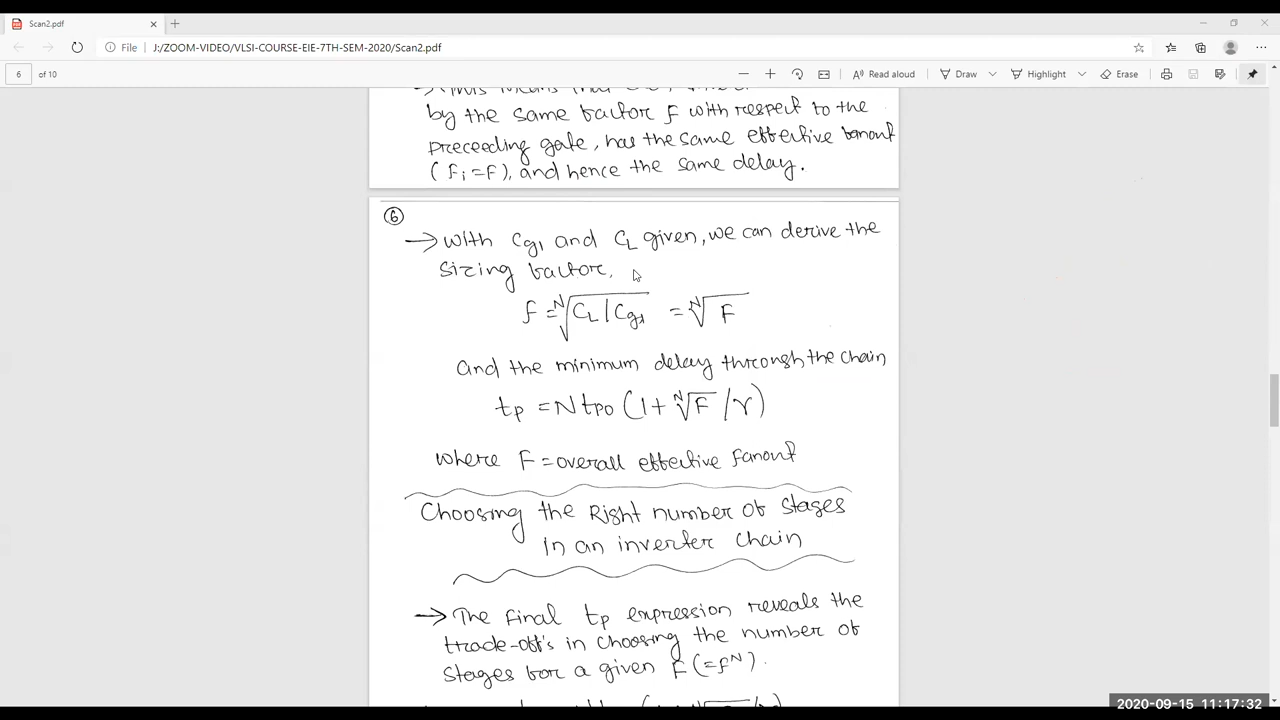 Scan2.pdf
File
J:/ZOOM-VIDEO/VLSI-COURSE-EIE-7TH-SEM-2020/Scan2.pdf
6 of 10
Read aloud
Draw
Highlight
Erase
by the same factor f with respect to the
preceeding gate, has the same effective fanout
(fi = f), and hence the same delay.
6
→ With Cg1 and CL given, we can derive the
sizing factor,
f = ᴺ√CL/Cg1 = ᴺ√F
And the minimum delay through the chain
tp = N tpo (1 + ᴺ√F /γ)
where F = overall effective fanout
Choosing the Right number of stages
in an inverter chain
→ The final tp expression reveals the
trade-off's in choosing the number of
stages for a given F (= fᴺ).
2020-09-15 11:17:32